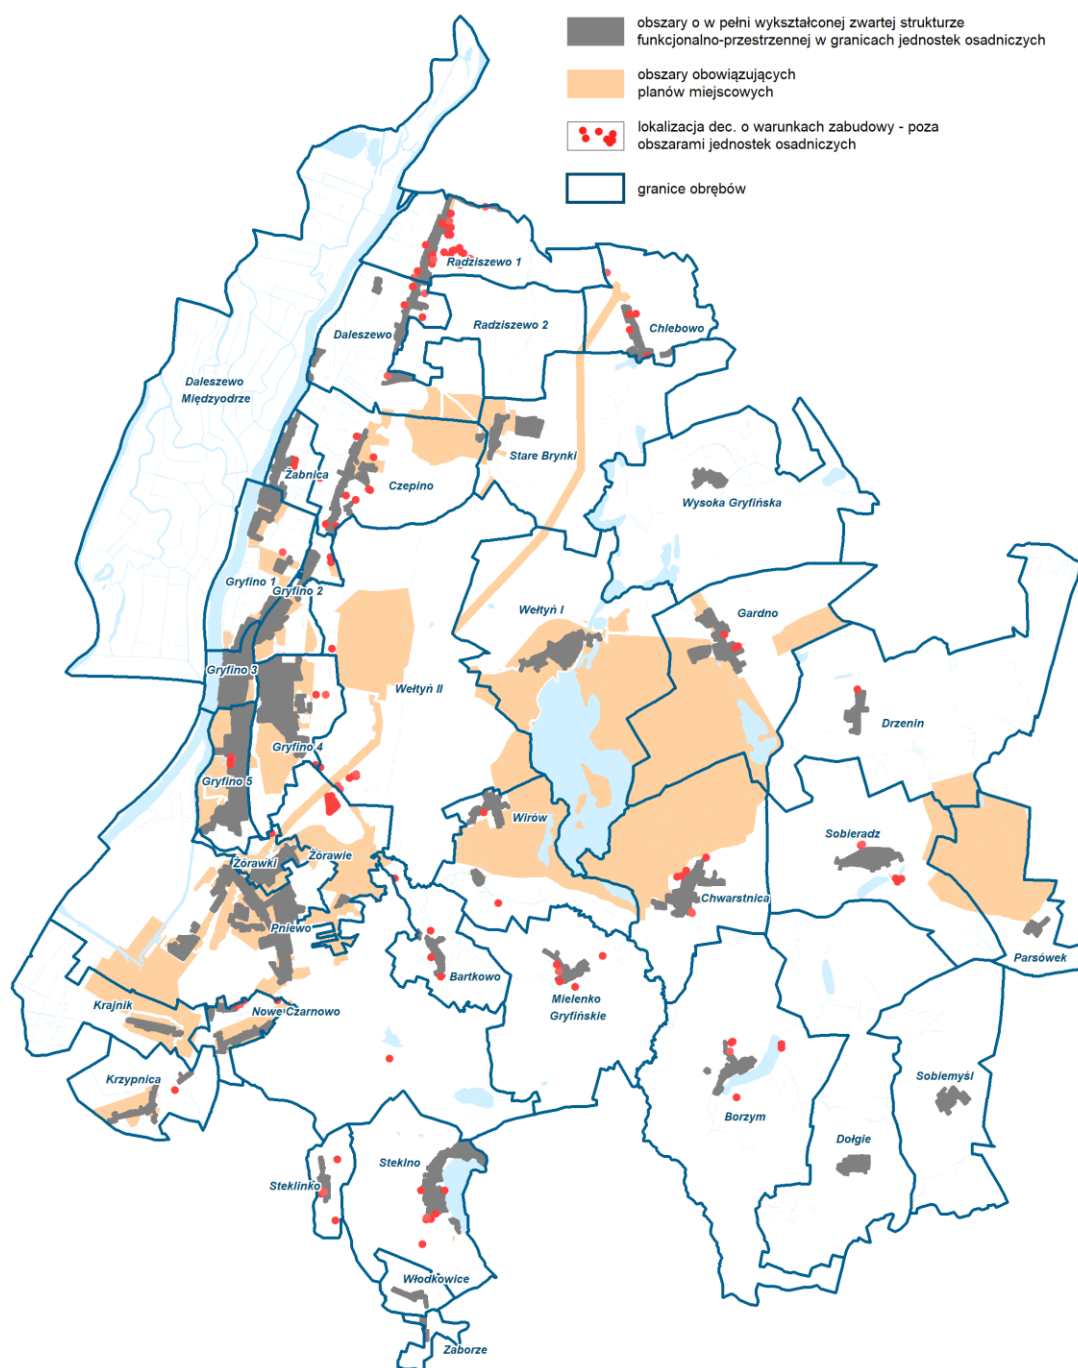 obszary o w pełni wykształconej zwartej strukturze
funkcjonalno-przestrzennej w granicach jednostek osadniczych
obszary obowiązujących
planów miejscowych
lokalizacja dec. o warunkach zabudowy - poza
obszarami jednostek osadniczych
granice obrębów
Radziszewo 1
Radziszewo 2
Chlebowo
Daleszewo
Daleszewo
Międzyodrze
Stare Brynki
Żabnica
Czepino
Wysoka Gryfińska
Gryfino 1
Gryfino 2
Wełtyń I
Gardno
Gryfino 3
Wełtyń II
Drzenin
Gryfino 4
Gryfino 5
Wirów
Sobieradz
Żórawki
Żórawie
Chwarstnica
Pniewo
Parsówek
Bartkowo
Mielenko
Gryfińskie
Krajnik
Nowe Czarnowo
Krzypnica
Borzym
Sobiemyśl
Dołgie
Steklno
Steklinko
Włodkowice
Zaborze